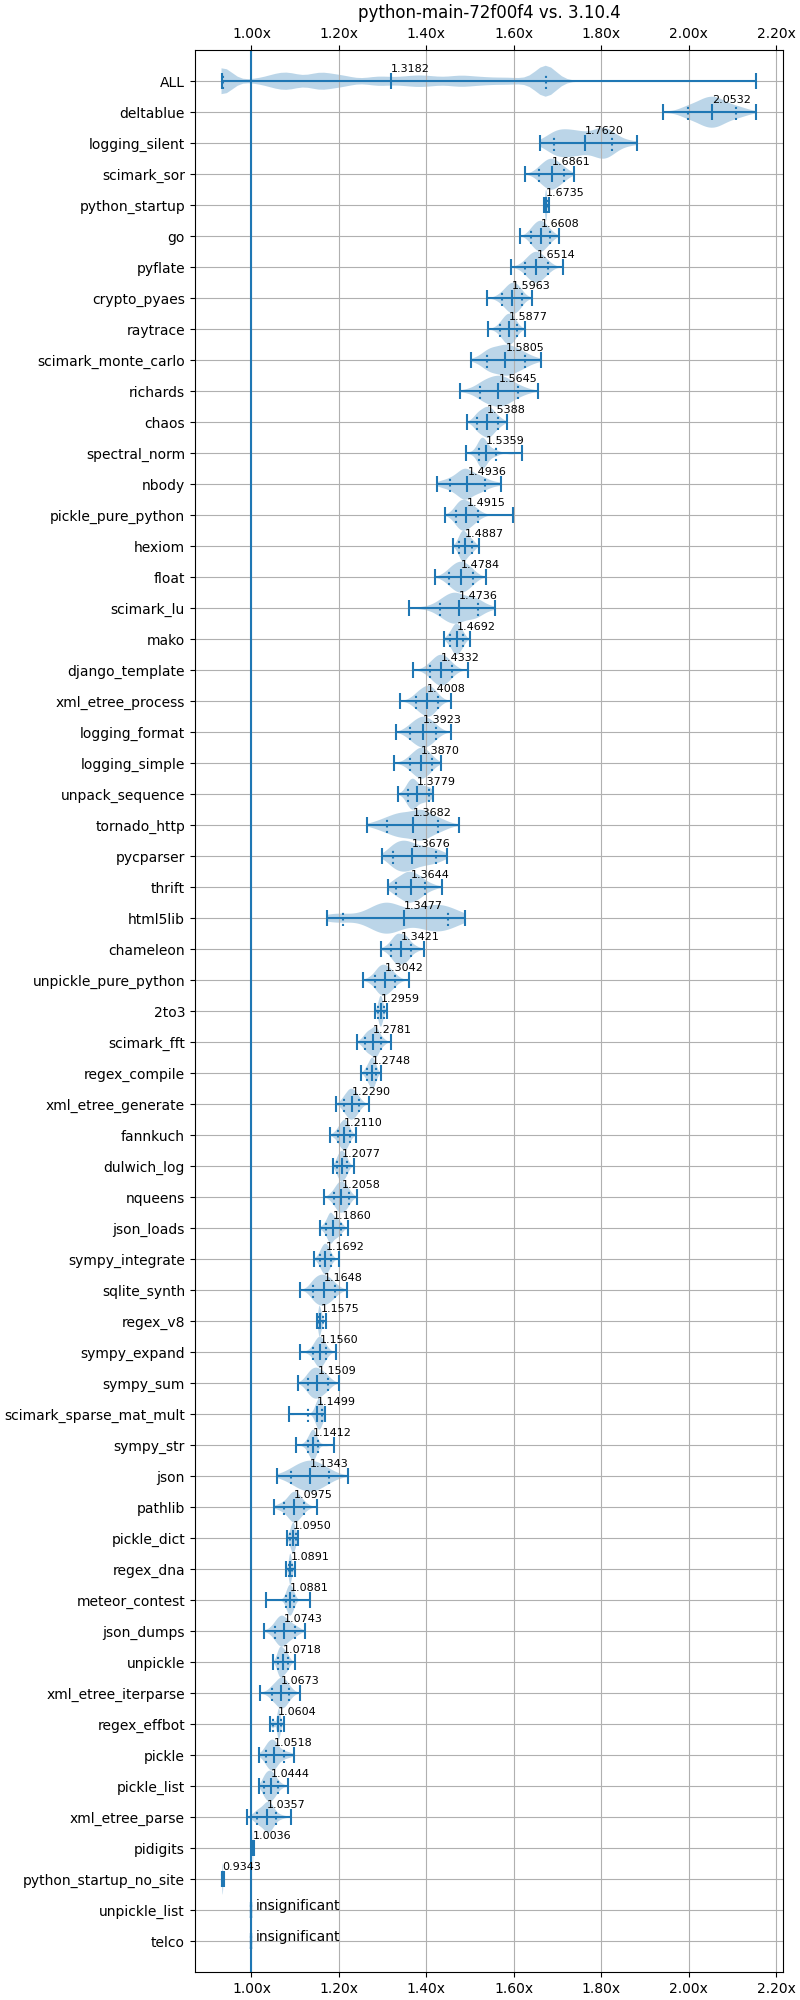 python-main-72f00f4 vs. 3.10.4
1.00x 1.20x 1.40x 1.60x 1.80x 2.00x 2.20x
ALL 1.3182
deltablue 2.0532
logging_silent 1.7620
scimark_sor 1.6861
python_startup 1.6735
go 1.6608
pyflate 1.6514
crypto_pyaes 1.5963
raytrace 1.5877
scimark_monte_carlo 1.5805
richards 1.5645
chaos 1.5388
spectral_norm 1.5359
nbody 1.4936
pickle_pure_python 1.4915
hexiom 1.4887
float 1.4784
scimark_lu 1.4736
mako 1.4692
django_template 1.4332
xml_etree_process 1.4008
logging_format 1.3923
logging_simple 1.3870
unpack_sequence 1.3779
tornado_http 1.3682
pycparser 1.3676
thrift 1.3644
html5lib 1.3477
chameleon 1.3421
unpickle_pure_python 1.3042
2to3 1.2959
scimark_fft 1.2781
regex_compile 1.2748
xml_etree_generate 1.2290
fannkuch 1.2110
dulwich_log 1.2077
nqueens 1.2058
json_loads 1.1860
sympy_integrate 1.1692
sqlite_synth 1.1648
regex_v8 1.1575
sympy_expand 1.1560
sympy_sum 1.1509
scimark_sparse_mat_mult 1.1499
sympy_str 1.1412
json 1.1343
pathlib 1.0975
pickle_dict 1.0950
regex_dna 1.0891
meteor_contest 1.0881
json_dumps 1.0743
unpickle 1.0718
xml_etree_iterparse 1.0673
regex_effbot 1.0604
pickle 1.0518
pickle_list 1.0444
xml_etree_parse 1.0357
pidigits 1.0036
python_startup_no_site 0.9343
unpickle_list insignificant
telco insignificant
1.00x 1.20x 1.40x 1.60x 1.80x 2.00x 2.20x